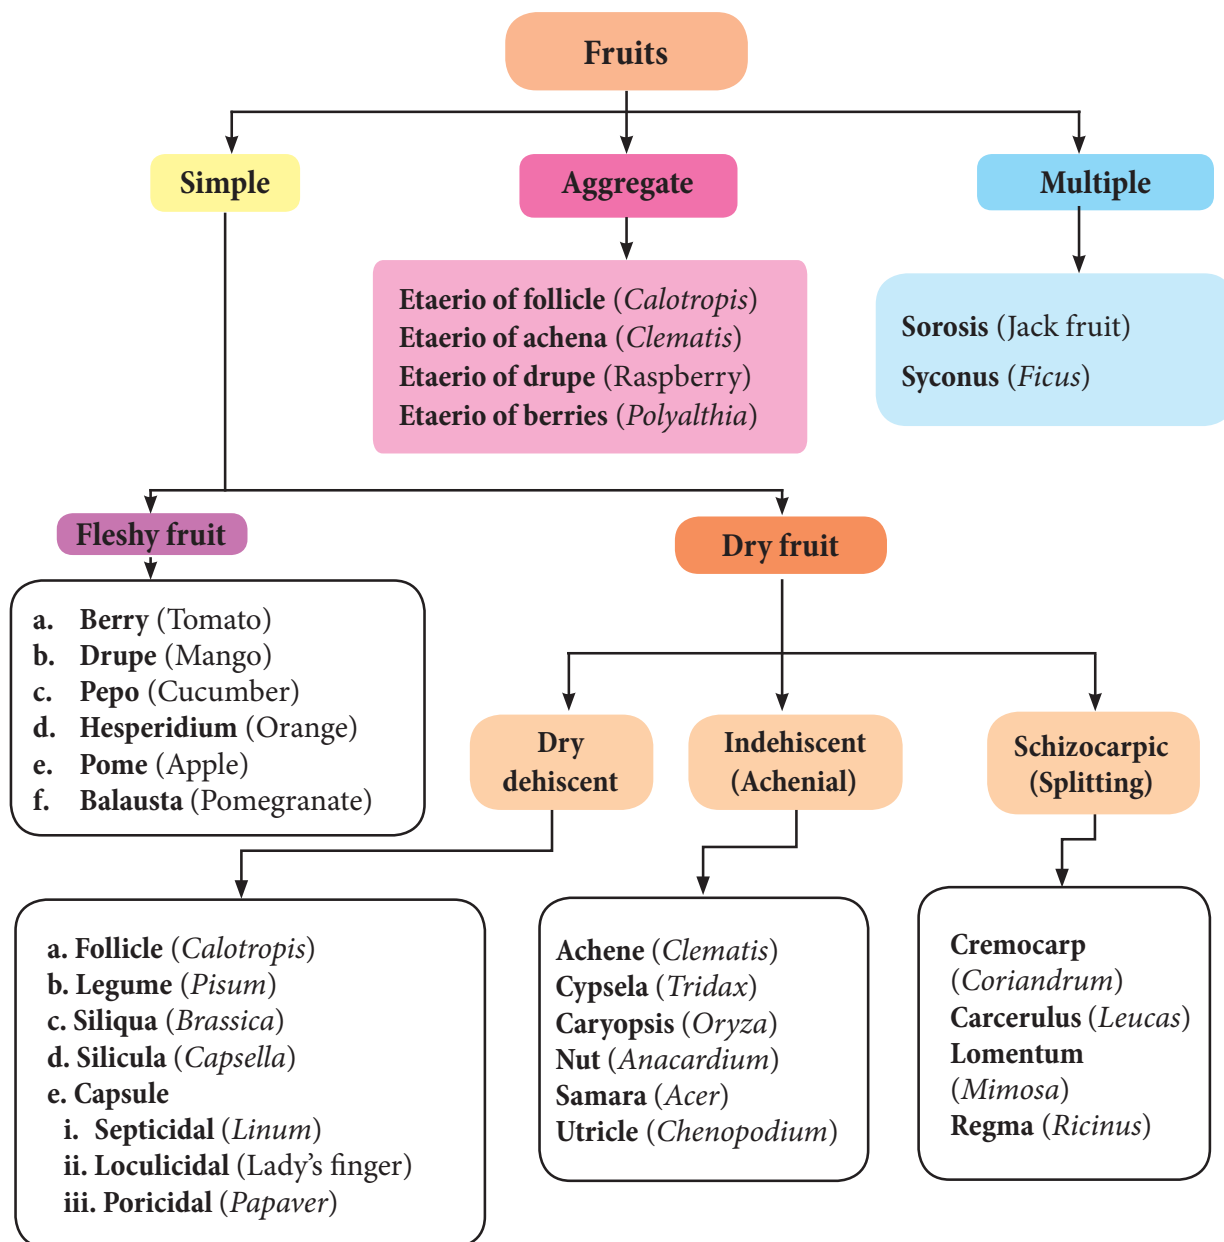 Fruits
Simple
Aggregate
Multiple
Etaerio of follicle (Calotropis)
Etaerio of achena (Clematis)
Etaerio of drupe (Raspberry)
Etaerio of berries (Polyalthia)
Sorosis (Jack fruit)
Syconus (Ficus)
Fleshy fruit
Dry fruit
a. Berry (Tomato)
b. Drupe (Mango)
c. Pepo (Cucumber)
d. Hesperidium (Orange)
e. Pome (Apple)
f. Balausta (Pomegranate)
Dry
dehiscent
Indehiscent
(Achenial)
Schizocarpic
(Splitting)
a. Follicle (Calotropis)
b. Legume (Pisum)
c. Siliqua (Brassica)
d. Silicula (Capsella)
e. Capsule
i. Septicidal (Linum)
ii. Loculicidal (Lady's finger)
iii. Poricidal (Papaver)
Achene (Clematis)
Cypsela (Tridax)
Caryopsis (Oryza)
Nut (Anacardium)
Samara (Acer)
Utricle (Chenopodium)
Cremocarp
(Coriandrum)
Carcerulus (Leucas)
Lomentum
(Mimosa)
Regma (Ricinus)